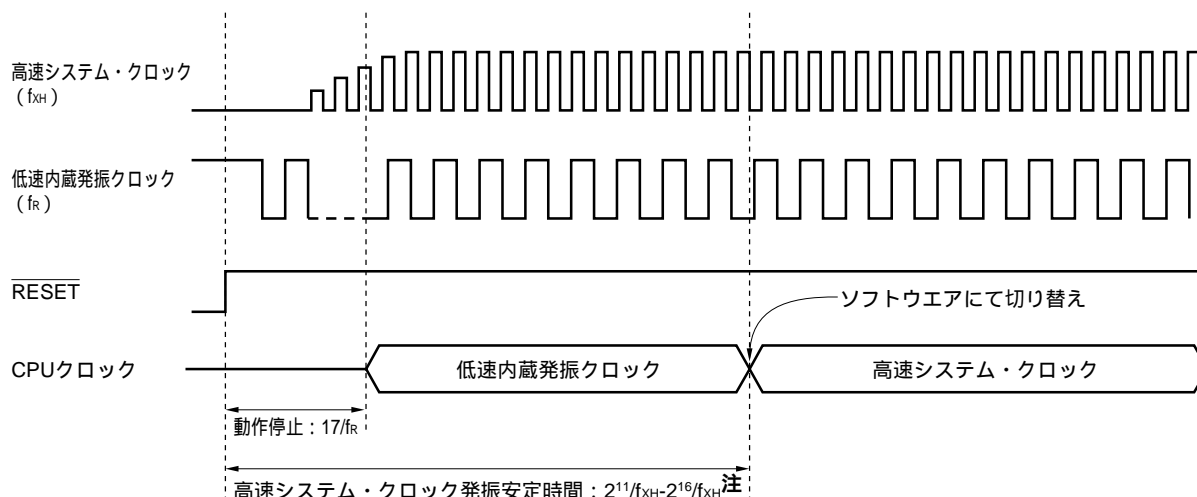 高速システム・クロック
（fXH）
低速内蔵発振クロック
（fR）
RESET
ソフトウエアにて切り替え
CPUクロック
低速内蔵発振クロック
高速システム・クロック
動作停止：17/fR
高速システム・クロック発振安定時間：2¹¹/fXH-2¹⁶/fXH注